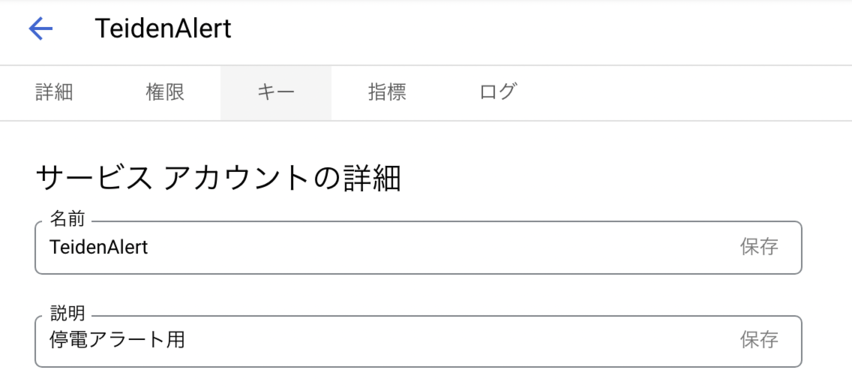 TeidenAlert
詳細 権限 キー 指標 ログ
サービス アカウントの詳細
名前
TeidenAlert 保存
説明
停電アラート用 保存